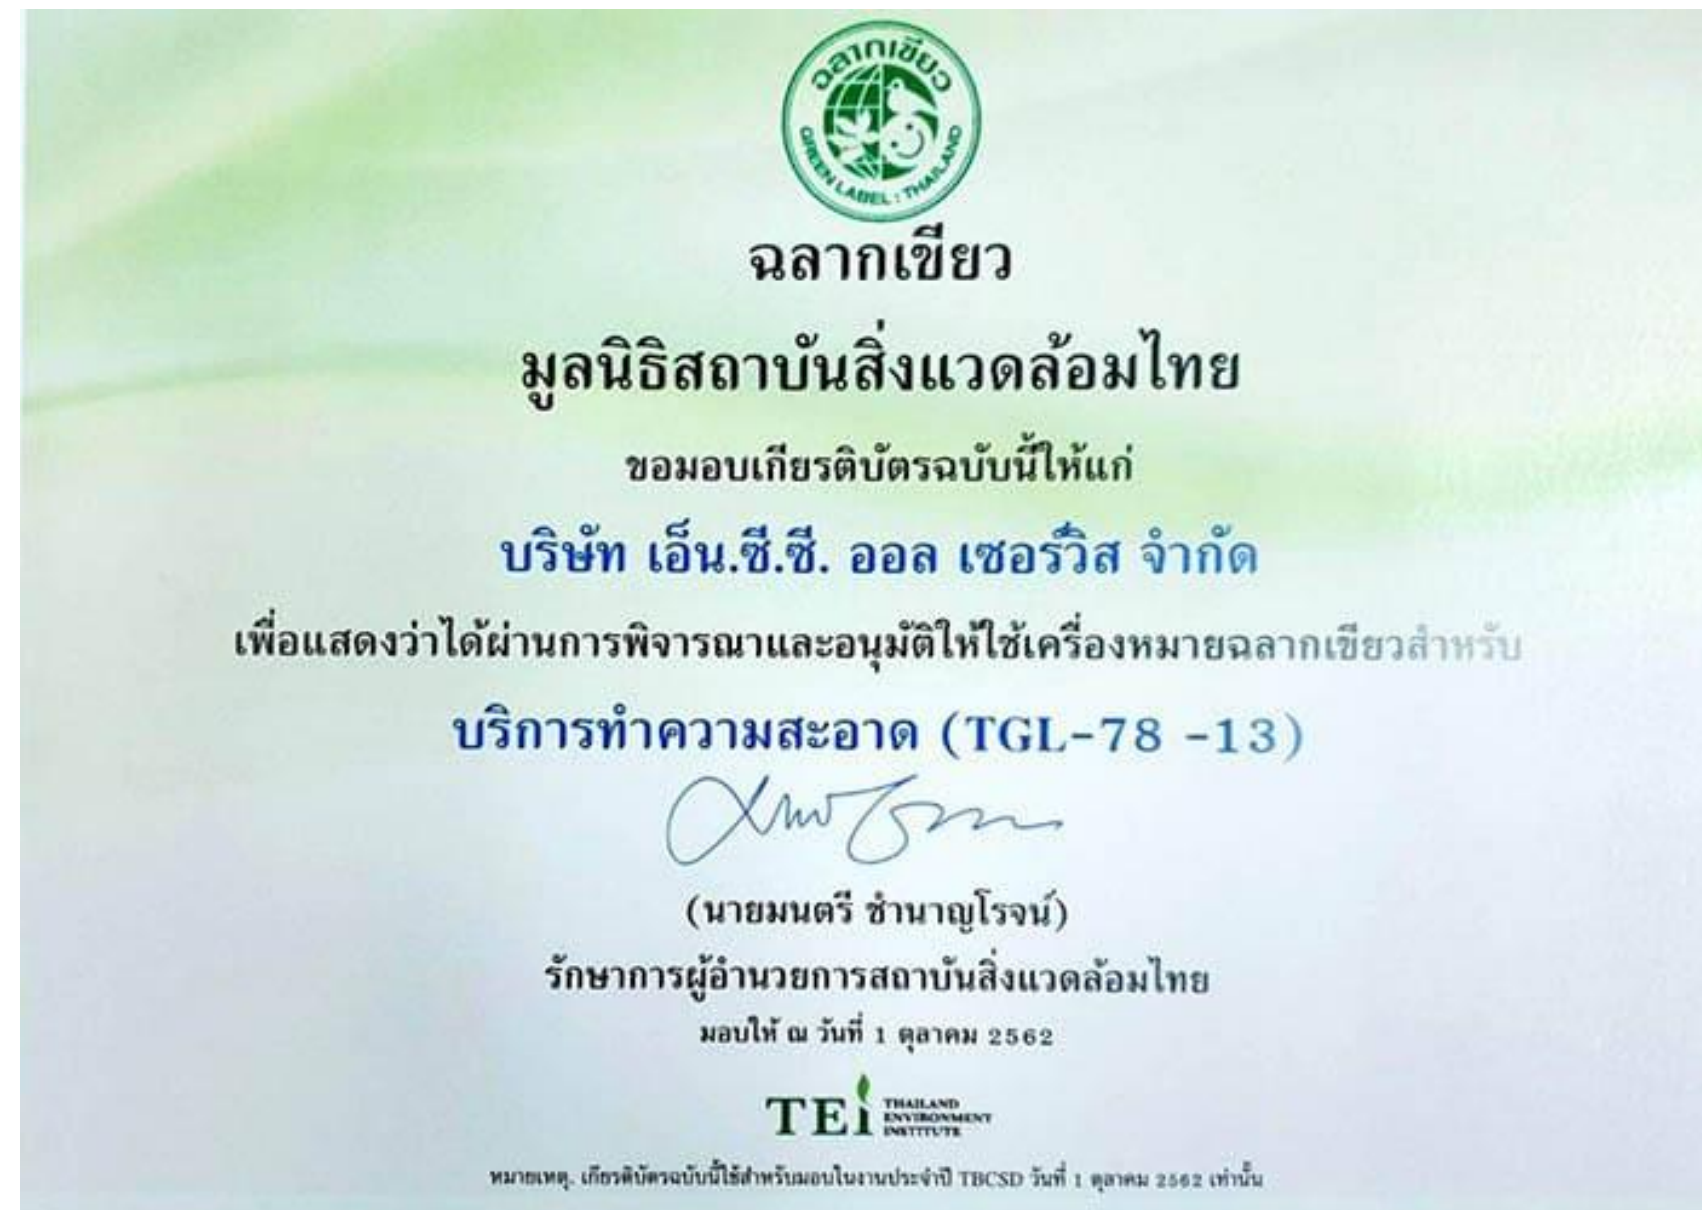 ฉลากเขียว
GREEN LABEL : THAILAND
ฉลากเขียว
มูลนิธิสถาบันสิ่งแวดล้อมไทย
ขอมอบเกียรติบัตรฉบับนี้ให้แก่
บริษัท เอ็น.ซี.ซี. ออล เซอร์วิส จำกัด
เพื่อแสดงว่าได้ผ่านการพิจารณาและอนุมัติให้ใช้เครื่องหมายฉลากเขียวสำหรับ
บริการทำความสะอาด (TGL-78 -13)
(นายมนตรี ชำนาญโรจน์)
รักษาการผู้อำนวยการสถาบันสิ่งแวดล้อมไทย
มอบให้ ณ วันที่ 1 ตุลาคม 2562
TEi THAILAND
ENVIRONMENT
INSTITUTE
หมายเหตุ. เกียรติบัตรฉบับนี้ใช้สำหรับมอบในงานประจำปี TBCSD วันที่ 1 ตุลาคม 2562 เท่านั้น